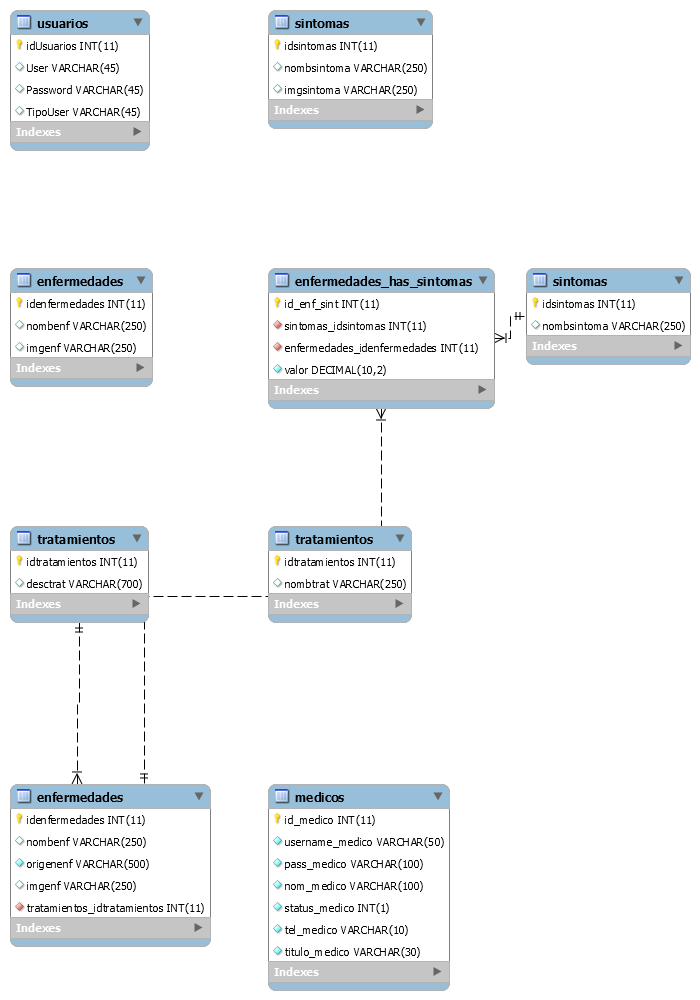 usuarios
idUsuarios INT(11)
User VARCHAR(45)
Password VARCHAR(45)
TipoUser VARCHAR(45)
Indexes
sintomas
idsintomas INT(11)
nombsintoma VARCHAR(250)
imgsintoma VARCHAR(250)
Indexes
enfermedades
idenfermedades INT(11)
nombenf VARCHAR(250)
imgenf VARCHAR(250)
Indexes
enfermedades_has_sintomas
id_enf_sint INT(11)
sintomas_idsintomas INT(11)
enfermedades_idenfermedades INT(11)
valor DECIMAL(10,2)
Indexes
sintomas
idsintomas INT(11)
nombsintoma VARCHAR(250)
Indexes
tratamientos
idtratamientos INT(11)
desctrat VARCHAR(700)
Indexes
tratamientos
idtratamientos INT(11)
nombtrat VARCHAR(250)
Indexes
enfermedades
idenfermedades INT(11)
nombenf VARCHAR(250)
origenenf VARCHAR(500)
imgenf VARCHAR(250)
tratamientos_idtratamientos INT(11)
Indexes
medicos
id_medico INT(11)
username_medico VARCHAR(50)
pass_medico VARCHAR(100)
nom_medico VARCHAR(100)
status_medico INT(1)
tel_medico VARCHAR(10)
titulo_medico VARCHAR(30)
Indexes